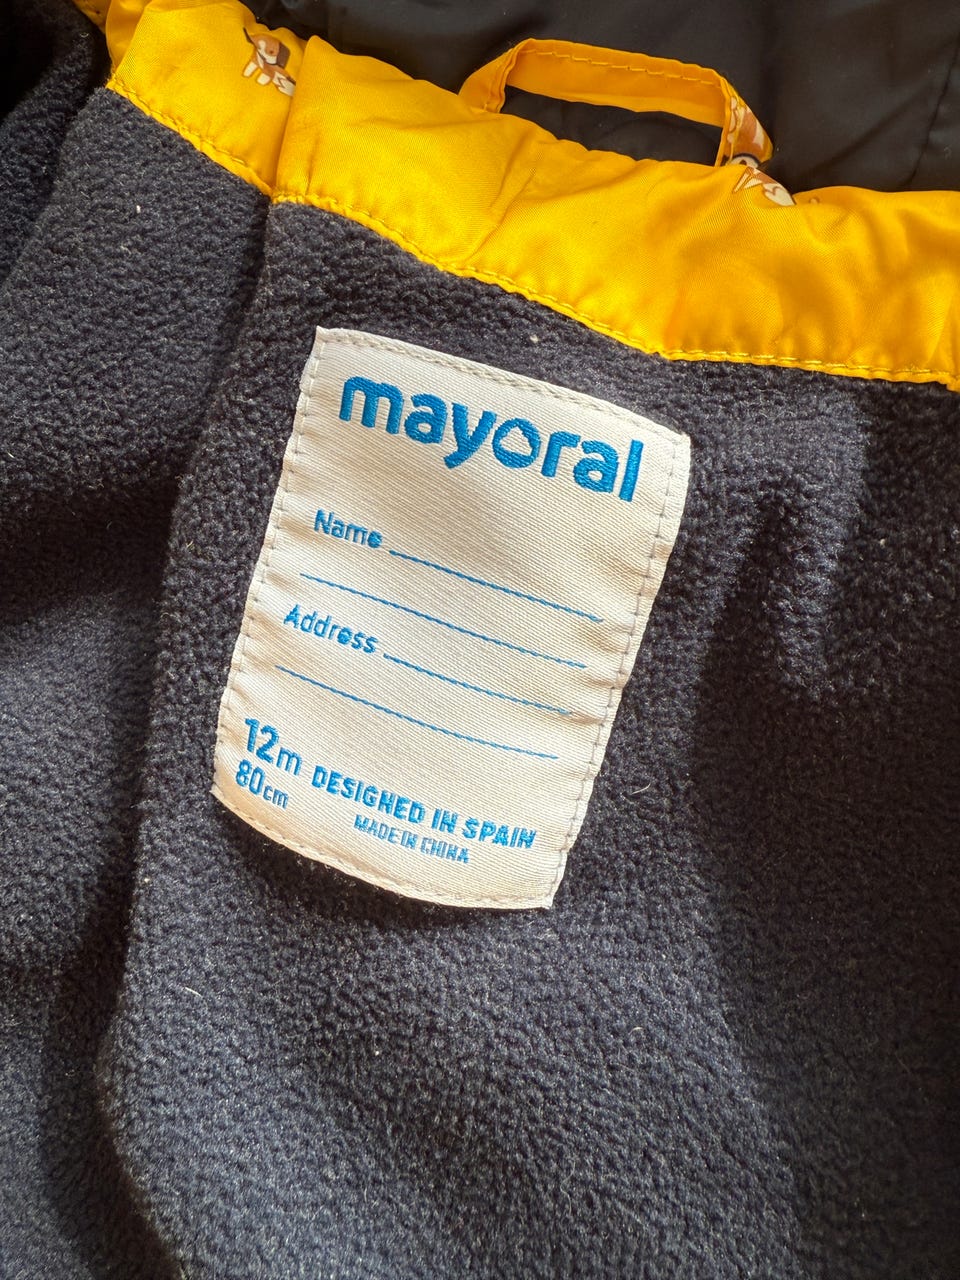 mayoral
Name
Address
12m
80cm
DESIGNED IN SPAIN
MADE IN CHINA